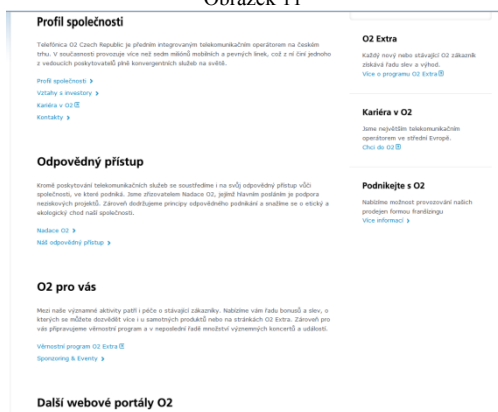 Obrázek 11
Profil společnosti
Telefónica O2 Czech Republic je předním integrovaným telekomunikačním operátorem na českém
trhu. V současnosti provozuje více než sedm miliónů mobilních a pevných linek, což z ní činí jednoho
z vedoucích poskytovatelů plně konvergentních služeb na světě.
Profil společnosti
Vztahy s investory
Kariéra v O2
Kontakty
Odpovědný přístup
Kromě poskytování telekomunikačních služeb se soustředíme i na svůj odpovědný přístup vůči
společnosti, ve které podniká. Jsme zřizovatelem Nadace O2, jejímž hlavním posláním je podpora
neziskových projektů. Zároveň dodržujeme principy odpovědného podnikání a snažíme se o etický a
ekologický chod naší společnosti.
Nadace O2
Náš odpovědný přístup
O2 pro vás
Mezi naše významné aktivity patří i péče o stávající zákazníky. Nabízíme vám řadu bonusů a slev, o
kterých se můžete dozvědět více i u samotných produktů nebo na stránkách O2 Extra. Zároveň pro
vás připravujeme věrnostní program a v neposlední řadě množství významných koncertů a událostí.
Věrnostní program O2 Extra
Sponzoring & Eventy
Další webové portály O2
O2 Extra
Každý nový nebo stávající O2 zákazník
získává řadu slev a výhod.
Více o programu O2 Extra
Kariéra v O2
Jsme největším telekomunikačním
operátorem ve střední Evropě.
Chci do O2
Podnikejte s O2
Nabízíme možnost provozování našich
prodejen formou franšízingu
Více informací